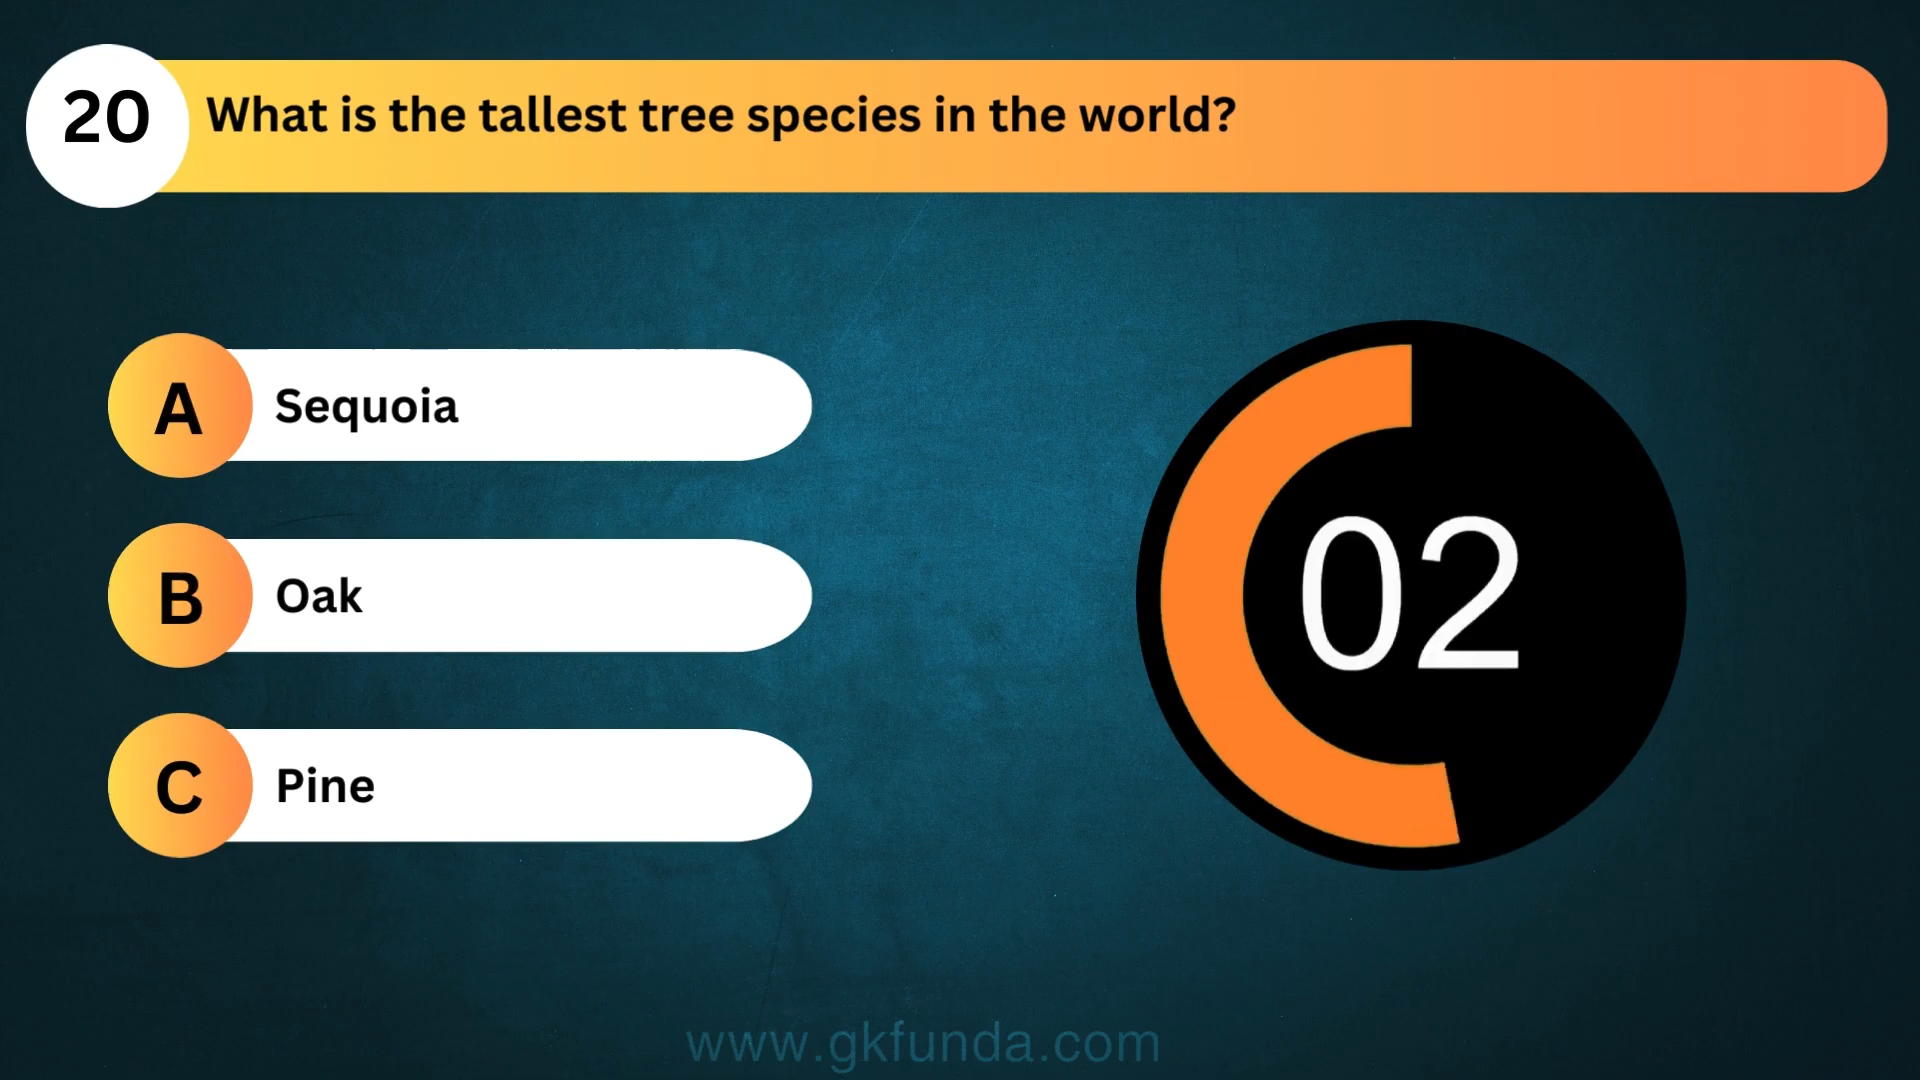 20
What is the tallest tree species in the world?
A
Sequoia
B
Oak
C
Pine
02
www.gkfunda.com